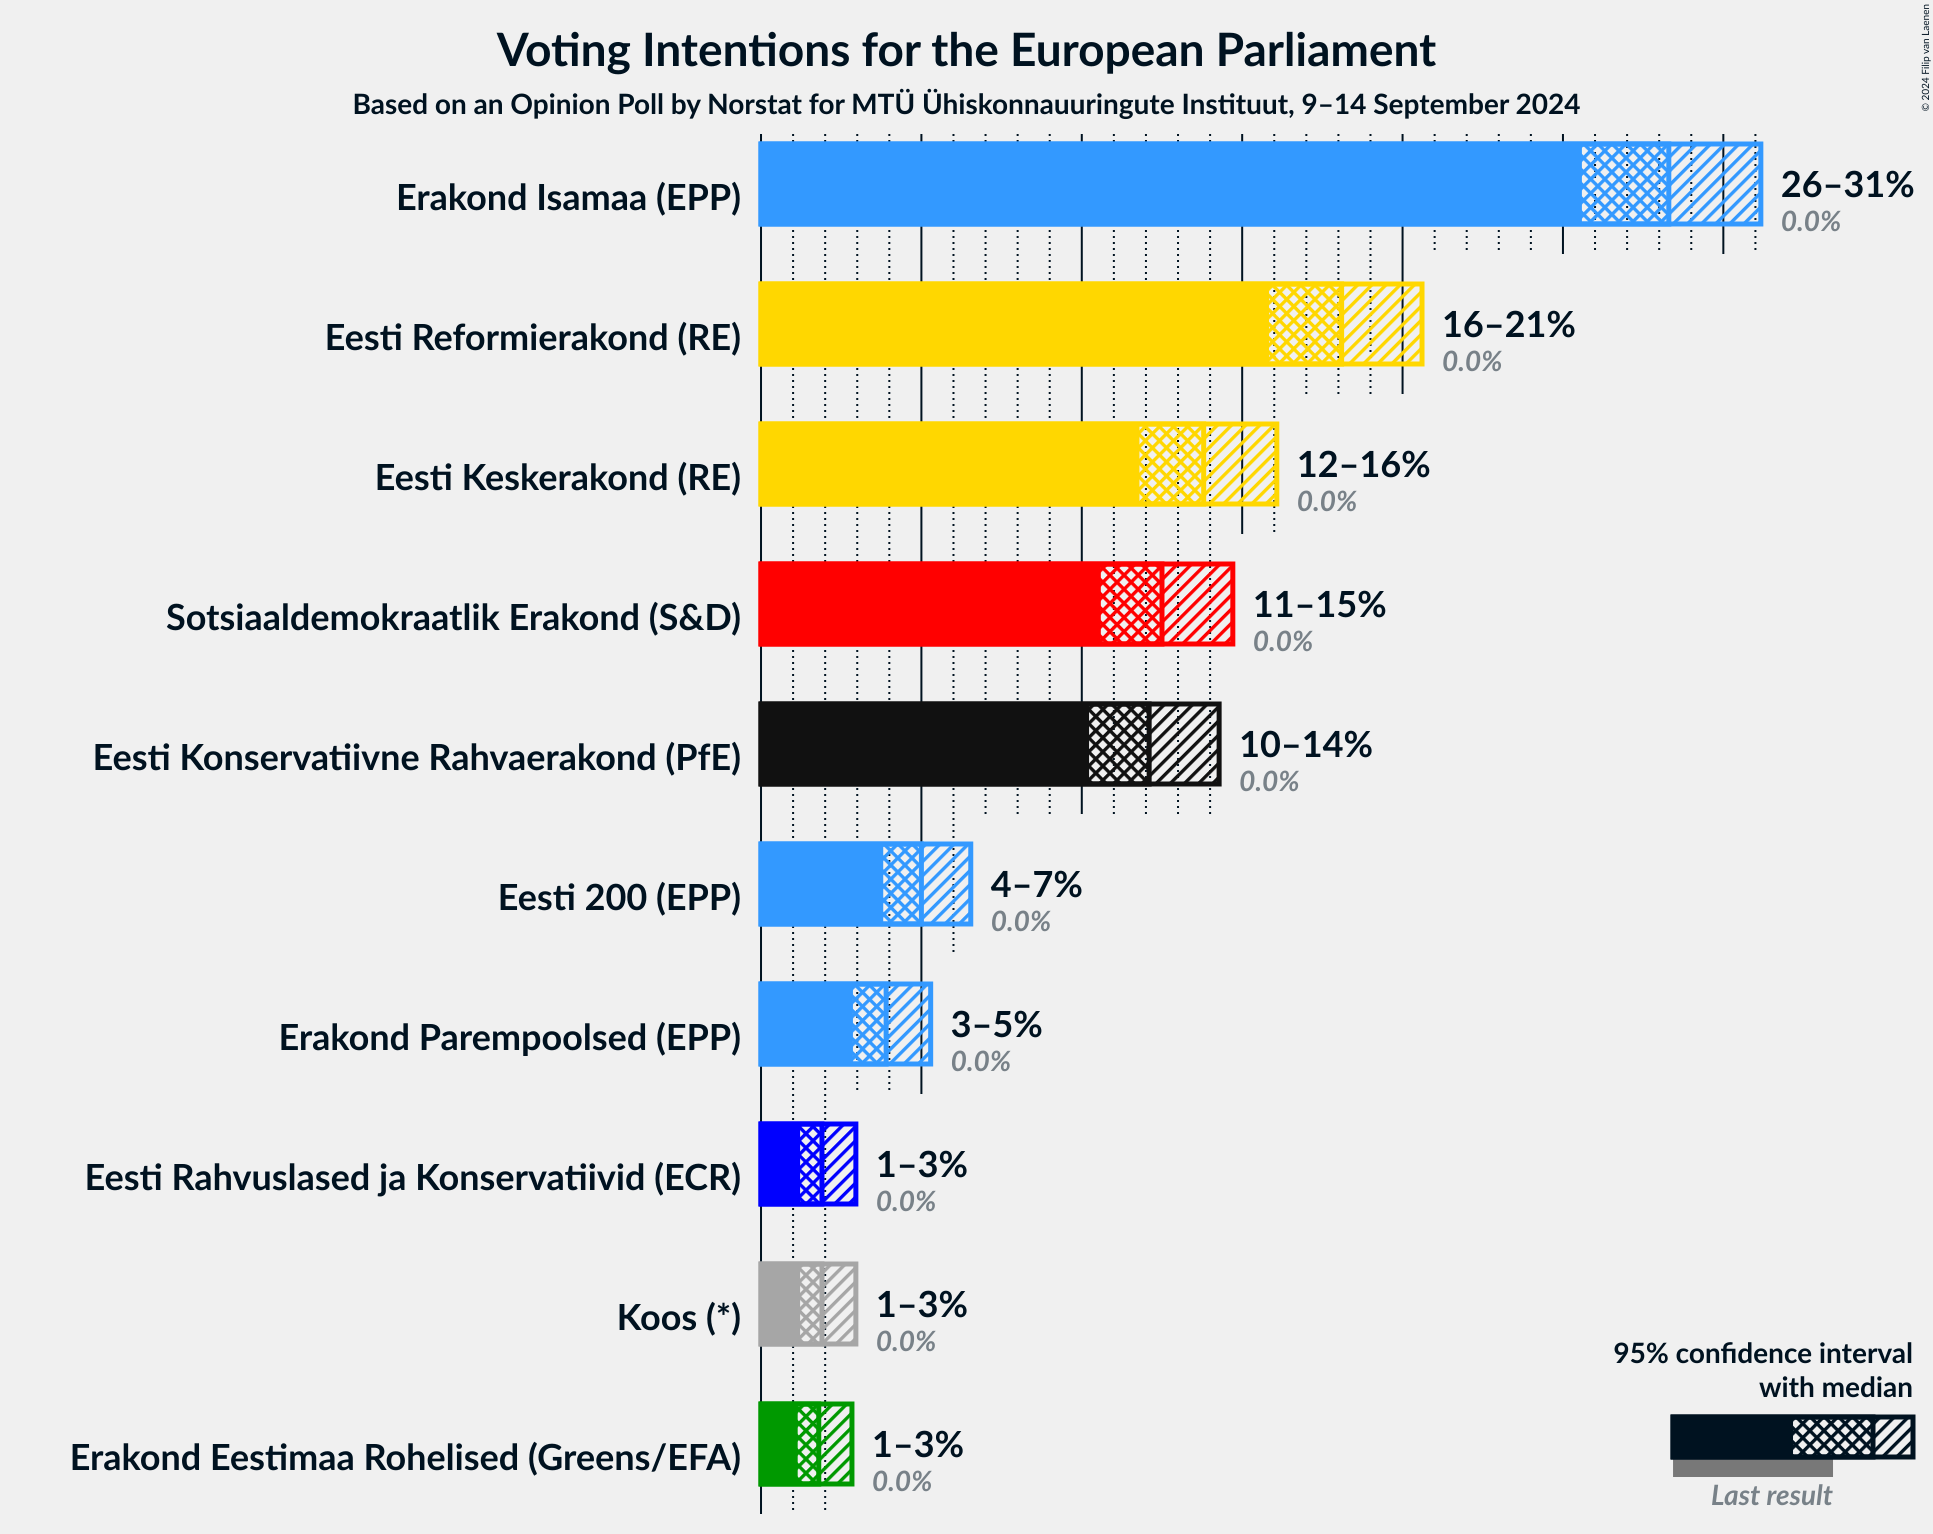 Voting Intentions for the European Parliament
Based on an Opinion Poll by Norstat for MTÜ Ühiskonnauuringute Instituut, 9–14 September 2024
© 2024 Filip van Laenen
Erakond Isamaa (EPP)
26–31%
0.0%
Eesti Reformierakond (RE)
16–21%
0.0%
Eesti Keskerakond (RE)
12–16%
0.0%
Sotsiaaldemokraatlik Erakond (S&D)
11–15%
0.0%
Eesti Konservatiivne Rahvaerakond (PfE)
10–14%
0.0%
Eesti 200 (EPP)
4–7%
0.0%
Erakond Parempoolsed (EPP)
3–5%
0.0%
Eesti Rahvuslased ja Konservatiivid (ECR)
1–3%
0.0%
Koos (*)
1–3%
0.0%
Erakond Eestimaa Rohelised (Greens/EFA)
1–3%
0.0%
95% confidence interval
with median
Last result